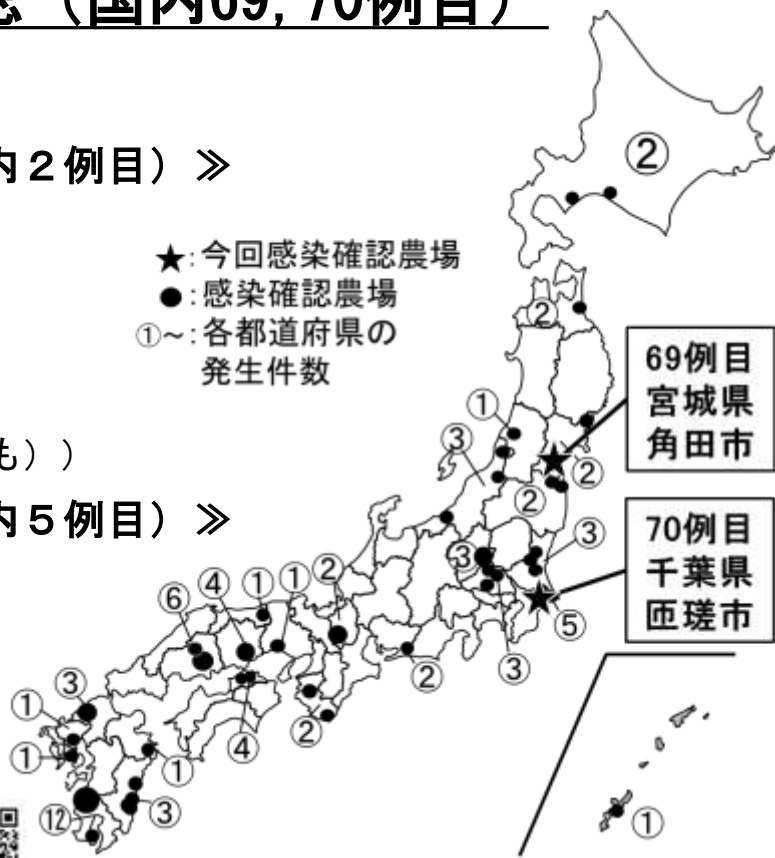 （国内69，70例目）
内２例目）≫
★：今回感染確認農場
●：感染確認農場
①～：各都道府県の
発生件数
も））
内５例目）≫
69例目
宮城県
角田市
70例目
千葉県
匝瑳市
②
②
①
③
②
②
③
③
⑤
③
②
②
①
①
④
⑥
②
④
③
①
①
①
③
⑫
①